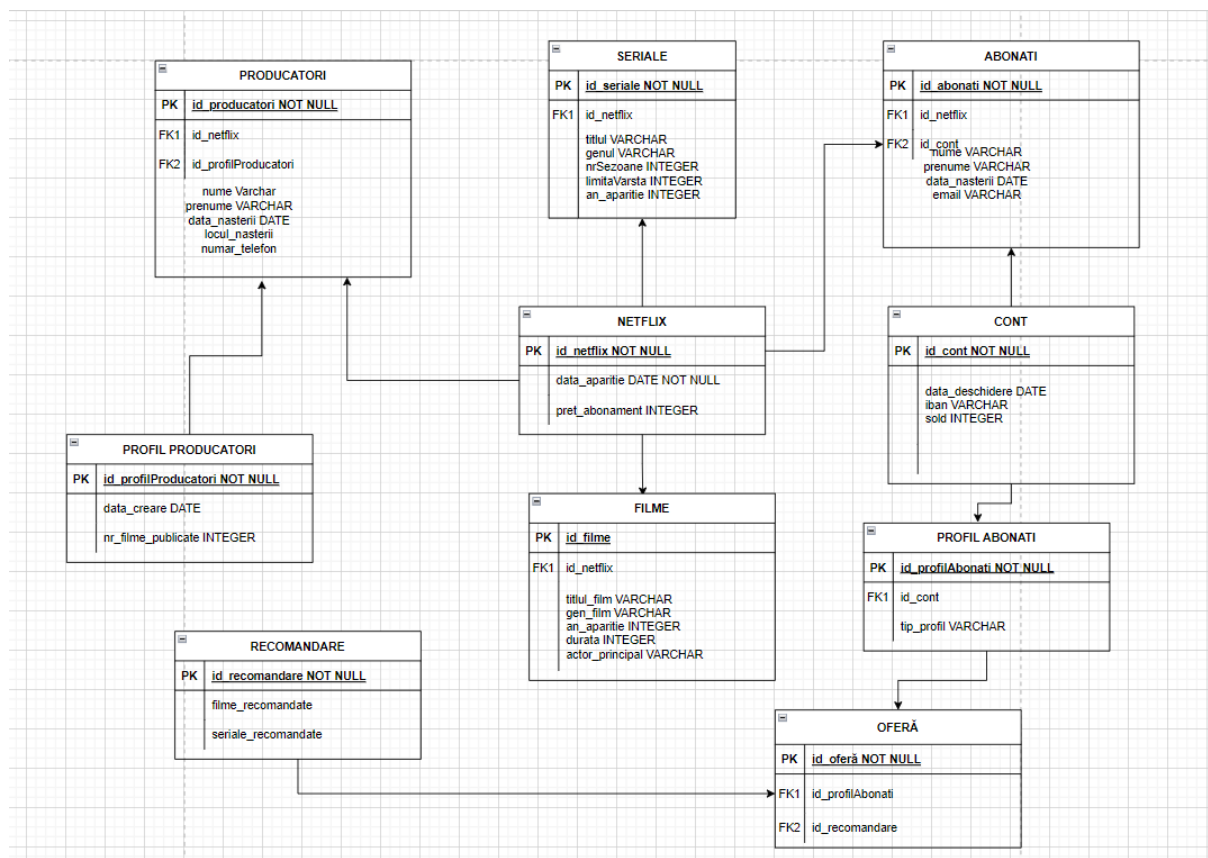 PRODUCATORI
PK id_producatori NOT NULL
FK1 id_netflix
FK2 id_profilProducatori
nume Varchar
prenume VARCHAR
data_nasterii DATE
locul_nasterii
numar_telefon
SERIALE
PK id_seriale NOT NULL
FK1 id_netflix
titlul VARCHAR
genul VARCHAR
nrSezoane INTEGER
limitaVarsta INTEGER
an_aparitie INTEGER
ABONATI
PK id_abonati NOT NULL
FK1 id_netflix
FK2 id_cont
nume VARCHAR
prenume VARCHAR
data_nasterii DATE
email VARCHAR
NETFLIX
PK id_netflix NOT NULL
data_aparitie DATE NOT NULL
pret_abonament INTEGER
CONT
PK id_cont NOT NULL
data_deschidere DATE
iban VARCHAR
sold INTEGER
PROFIL PRODUCATORI
PK id_profilProducatori NOT NULL
data_creare DATE
nr_filme_publicate INTEGER
FILME
PK id_filme
FK1 id_netflix
titlul_film VARCHAR
gen_film VARCHAR
an_aparitie INTEGER
durata INTEGER
actor_principal VARCHAR
PROFIL ABONATI
PK id_profilAbonati NOT NULL
FK1 id_cont
tip_profil VARCHAR
RECOMANDARE
PK id_recomandare NOT NULL
filme_recomandate
seriale_recomandate
OFERĂ
PK id_oferă NOT NULL
FK1 id_profilAbonati
FK2 id_recomandare